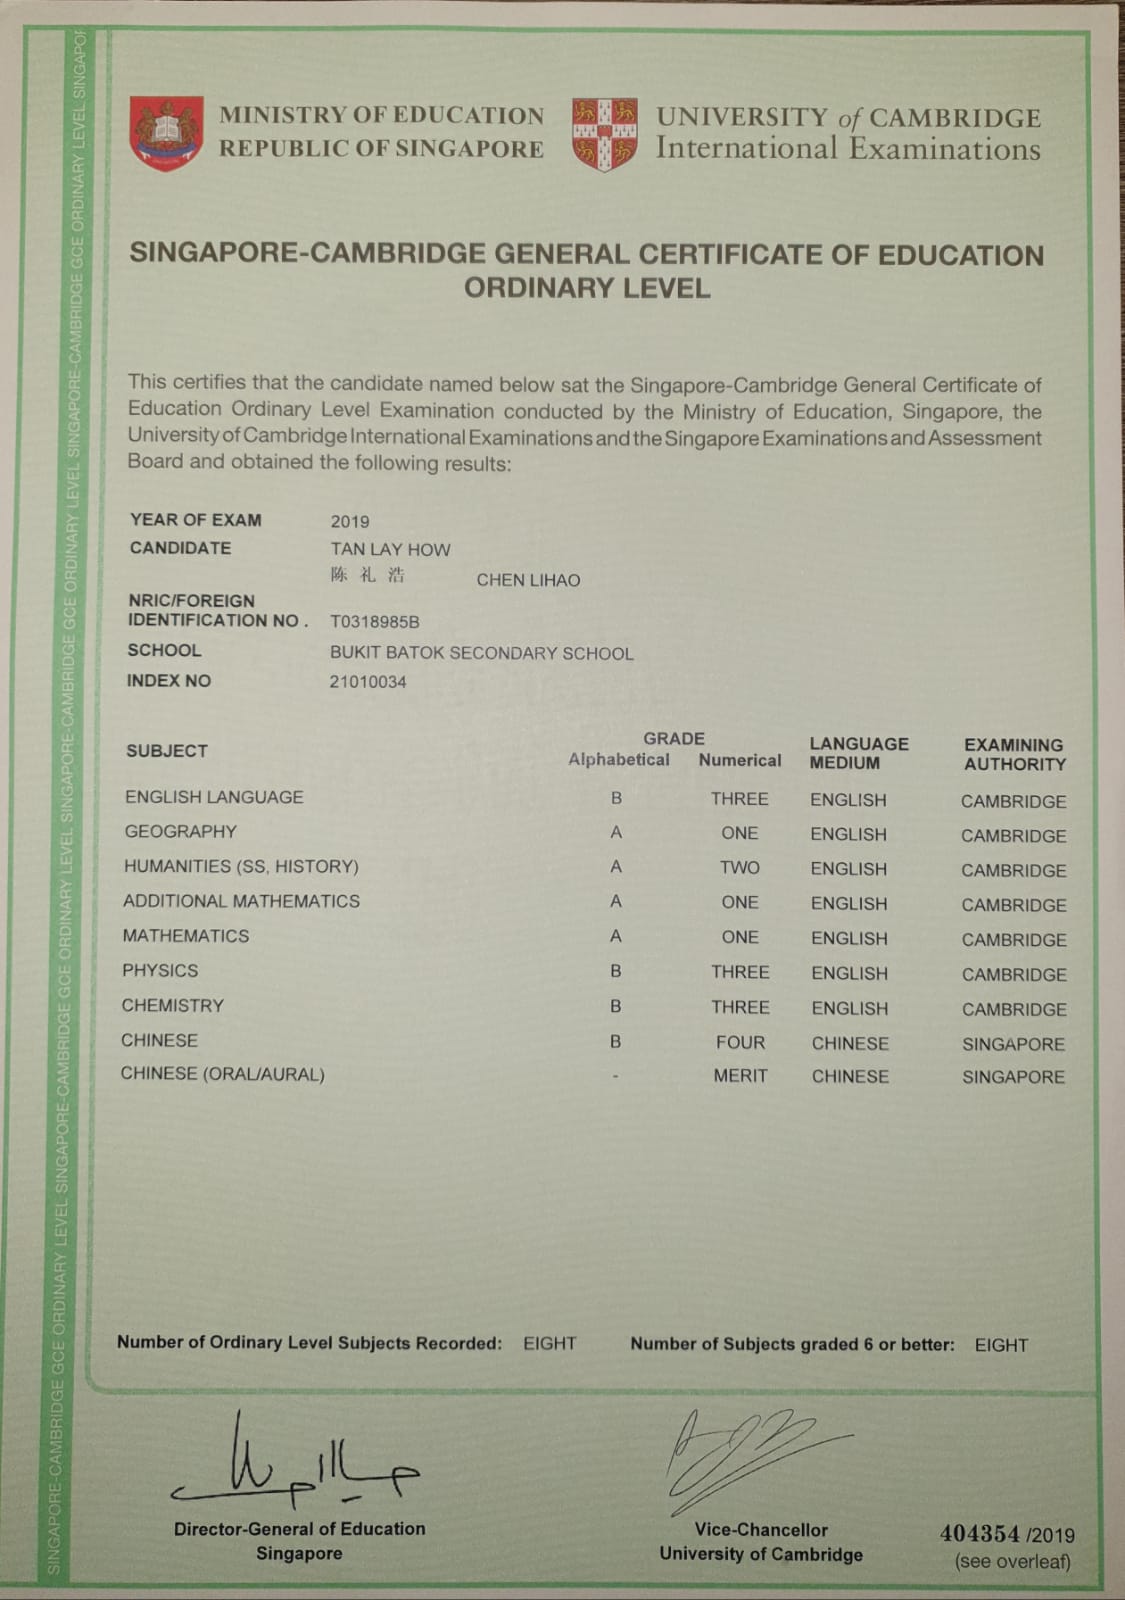 MINISTRY OF EDUCATION
REPUBLIC OF SINGAPORE
UNIVERSITY of CAMBRIDGE
International Examinations
SINGAPORE-CAMBRIDGE GENERAL CERTIFICATE OF EDUCATION
ORDINARY LEVEL
This certifies that the candidate named below sat the Singapore-Cambridge General Certificate of
Education Ordinary Level Examination conducted by the Ministry of Education, Singapore, the
University of Cambridge International Examinations and the Singapore Examinations and Assessment
Board and obtained the following results:
YEAR OF EXAM 2019
CANDIDATE TAN LAY HOW
陈 礼 浩 CHEN LIHAO
NRIC/FOREIGN
IDENTIFICATION NO . T0318985B
SCHOOL BUKIT BATOK SECONDARY SCHOOL
INDEX NO 21010034
SUBJECT GRADE LANGUAGE EXAMINING
Alphabetical Numerical MEDIUM AUTHORITY
ENGLISH LANGUAGE B THREE ENGLISH CAMBRIDGE
GEOGRAPHY A ONE ENGLISH CAMBRIDGE
HUMANITIES (SS, HISTORY) A TWO ENGLISH CAMBRIDGE
ADDITIONAL MATHEMATICS A ONE ENGLISH CAMBRIDGE
MATHEMATICS A ONE ENGLISH CAMBRIDGE
PHYSICS B THREE ENGLISH CAMBRIDGE
CHEMISTRY B THREE ENGLISH CAMBRIDGE
CHINESE B FOUR CHINESE SINGAPORE
CHINESE (ORAL/AURAL) - MERIT CHINESE SINGAPORE
Number of Ordinary Level Subjects Recorded: EIGHT Number of Subjects graded 6 or better: EIGHT
Director-General of Education
Singapore
Vice-Chancellor
University of Cambridge
404354 /2019
(see overleaf)
SINGAPORE-CAMBRIDGE GCE ORDINARY LEVEL SINGAPORE-CAMBRIDGE GCE ORDINARY LEVEL SINGAPORE-CAMBRIDGE GCE ORDINARY LEVEL SINGAPORE-CAMBRIDGE GCE ORDINARY LEVEL SINGAPORE-CAMBRIDGE GCE ORDINARY LEVEL SINGAPOR